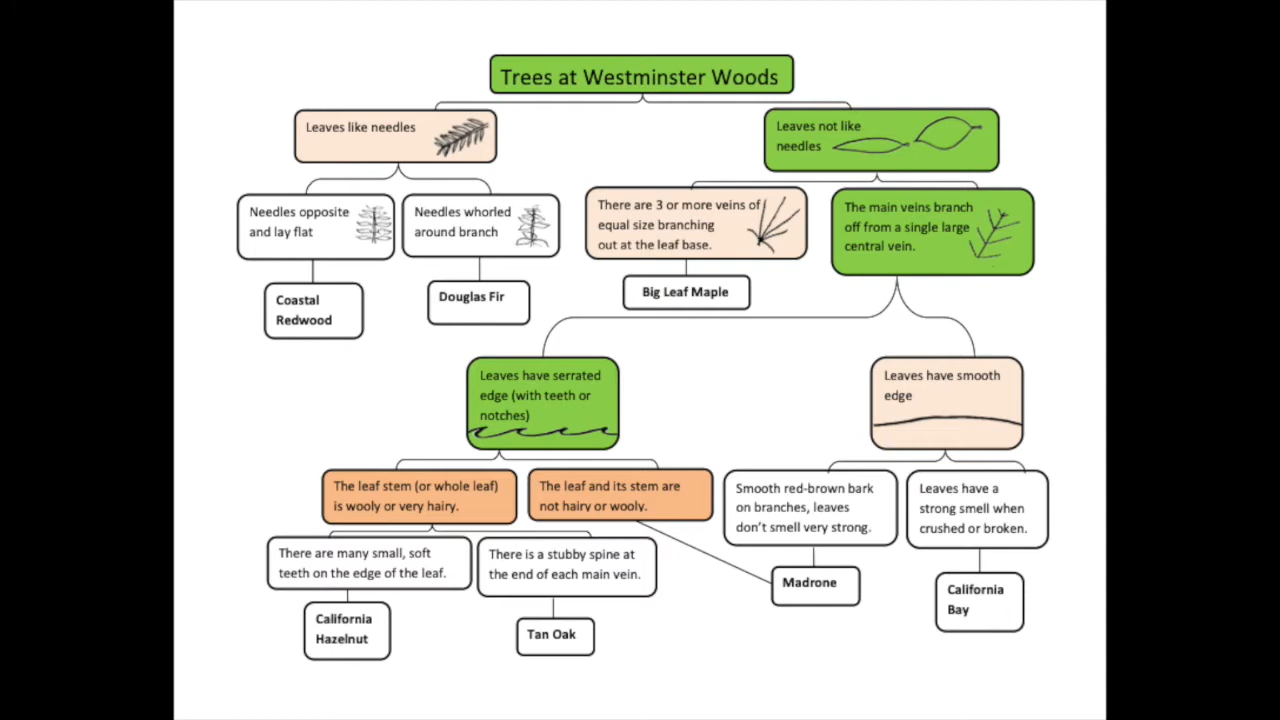 Trees at Westminster Woods
Leaves like needles
Leaves not like
needles
Needles opposite
and lay flat
Needles whorled
around branch
There are 3 or more veins of
equal size branching
out at the leaf base.
The main veins branch
off from a single large
central vein.
Coastal
Redwood
Douglas Fir
Big Leaf Maple
Leaves have serrated
edge (with teeth or
notches)
Leaves have smooth
edge
The leaf stem (or whole leaf)
is wooly or very hairy.
The leaf and its stem are
not hairy or wooly.
Smooth red-brown bark
on branches, leaves
don't smell very strong.
Leaves have a
strong smell when
crushed or broken.
There are many small, soft
teeth on the edge of the leaf.
There is a stubby spine at
the end of each main vein.
Madrone
California
Bay
California
Hazelnut
Tan Oak